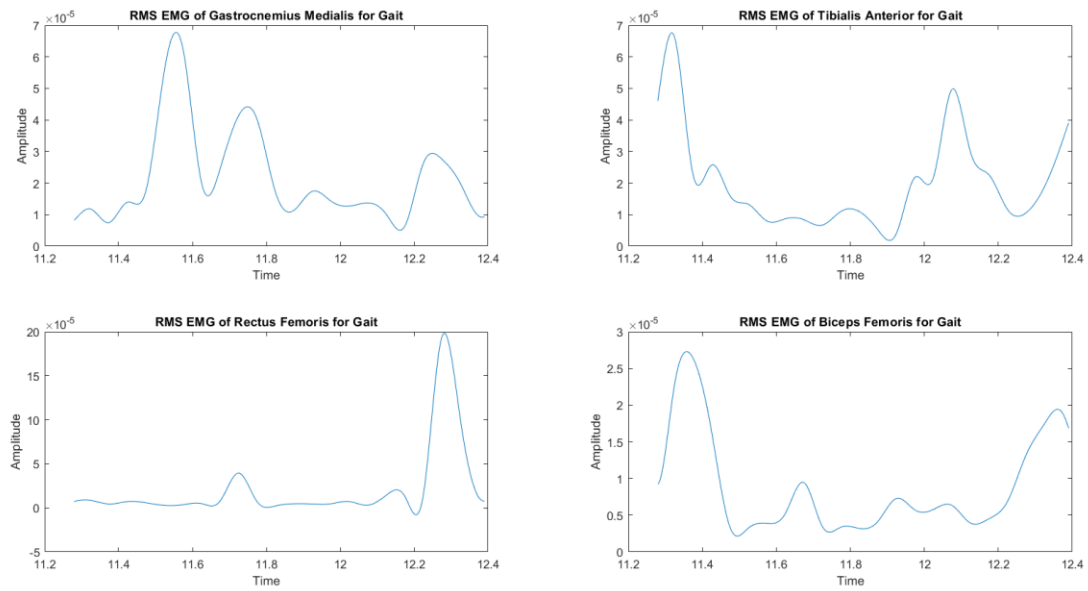 RMS EMG of Gastrocnemius Medialis for Gait
×10⁻⁵
7
6
5
4
3
2
1
0
Amplitude
11.2 11.4 11.6 11.8 12 12.2 12.4
Time
RMS EMG of Tibialis Anterior for Gait
×10⁻⁵
7
6
5
4
3
2
1
0
Amplitude
11.2 11.4 11.6 11.8 12 12.2 12.4
Time
RMS EMG of Rectus Femoris for Gait
×10⁻⁵
20
15
10
5
0
-5
Amplitude
11.2 11.4 11.6 11.8 12 12.2 12.4
Time
RMS EMG of Biceps Femoris for Gait
×10⁻⁵
3
2.5
2
1.5
1
0.5
0
Amplitude
11.2 11.4 11.6 11.8 12 12.2 12.4
Time